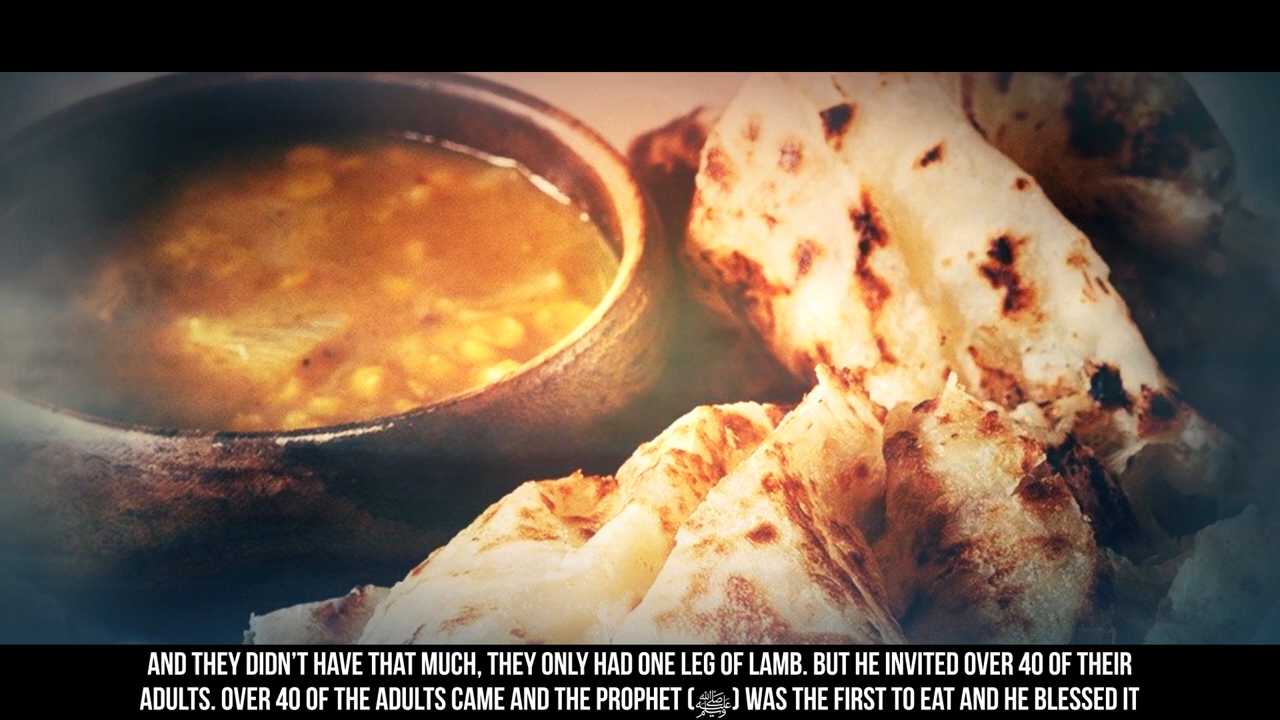 AND THEY DIDN'T HAVE THAT MUCH, THEY ONLY HAD ONE LEG OF LAMB. BUT HE INVITED OVER 40 OF THEIR
ADULTS. OVER 40 OF THE ADULTS CAME AND THE PROPHET (ﷺ) WAS THE FIRST TO EAT AND HE BLESSED IT